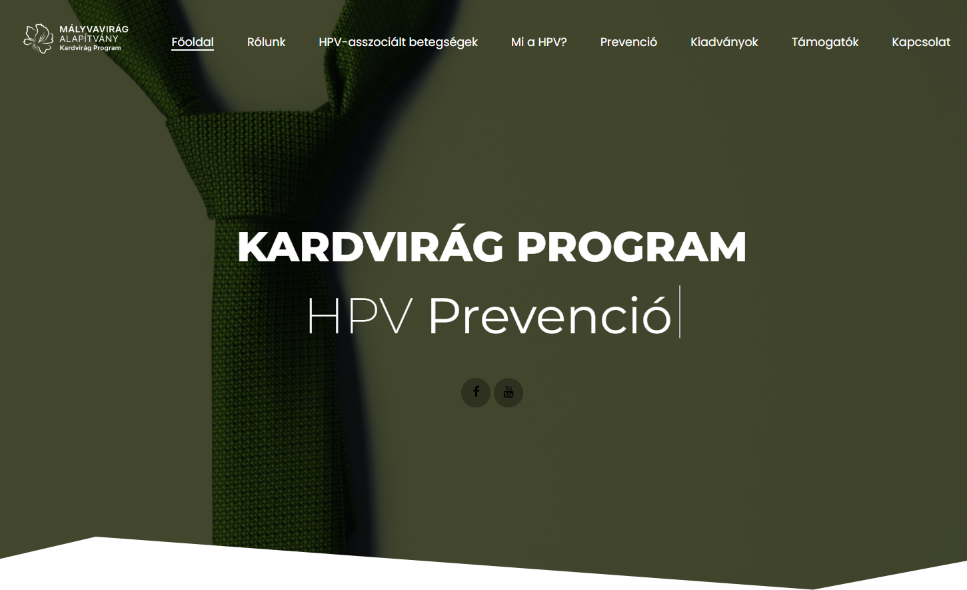 MÁLYVAVIRÁG
ALAPÍTVÁNY
Kardvirág Program
Főoldal Rólunk HPV-asszociált betegségek Mi a HPV? Prevenció Kiadványok Támogatók Kapcsolat
KARDVIRÁG PROGRAM
HPV Prevenció